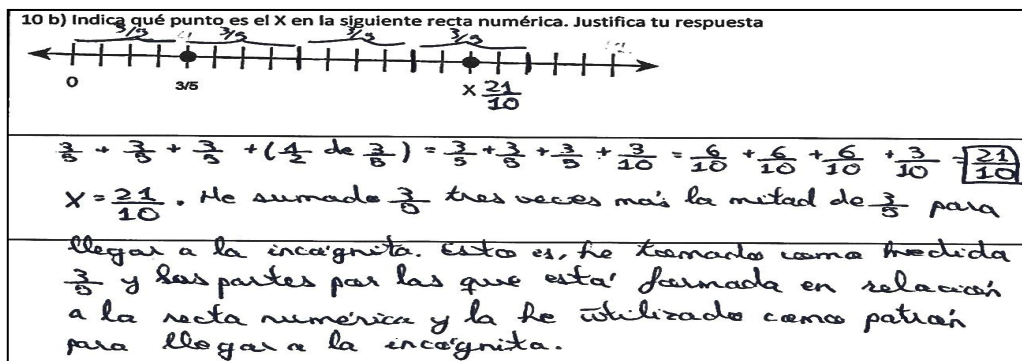 10 b) Indica qué punto es el X en la siguiente recta numérica. Justifica tu respuesta
3/5 3/5 3/5 3/5
0 3/5 X 21/10
3/5 + 3/5 + 3/5 + (1/2 de 3/5) = 3/5 + 3/5 + 3/5 + 3/10 = 6/10 + 6/10 + 6/10 + 3/10 = 21/10
X = 21/10. He sumado 3/5 tres veces más la mitad de 3/5 para
llegar a la incógnita. Esto es, he tomado como medida
3/5 y las partes por las que está formada en relación
a la recta numérica y la he utilizado como patrón
para llegar a la incógnita.